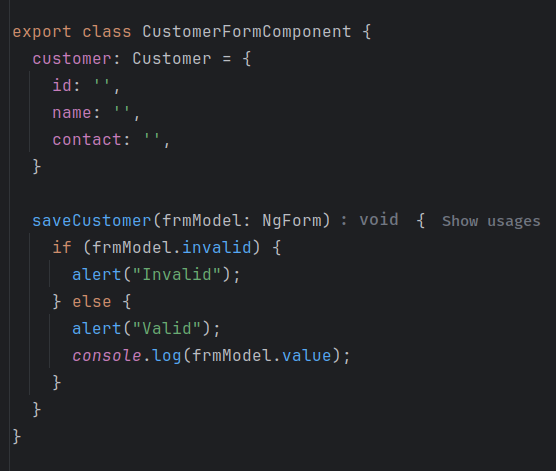 export class CustomerFormComponent {
  customer: Customer = {
    id: '',
    name: '',
    contact: '',
  }

  saveCustomer(frmModel: NgForm) : void  {  Show usages
    if (frmModel.invalid) {
      alert("Invalid");
    } else {
      alert("Valid");
      console.log(frmModel.value);
    }
  }
}